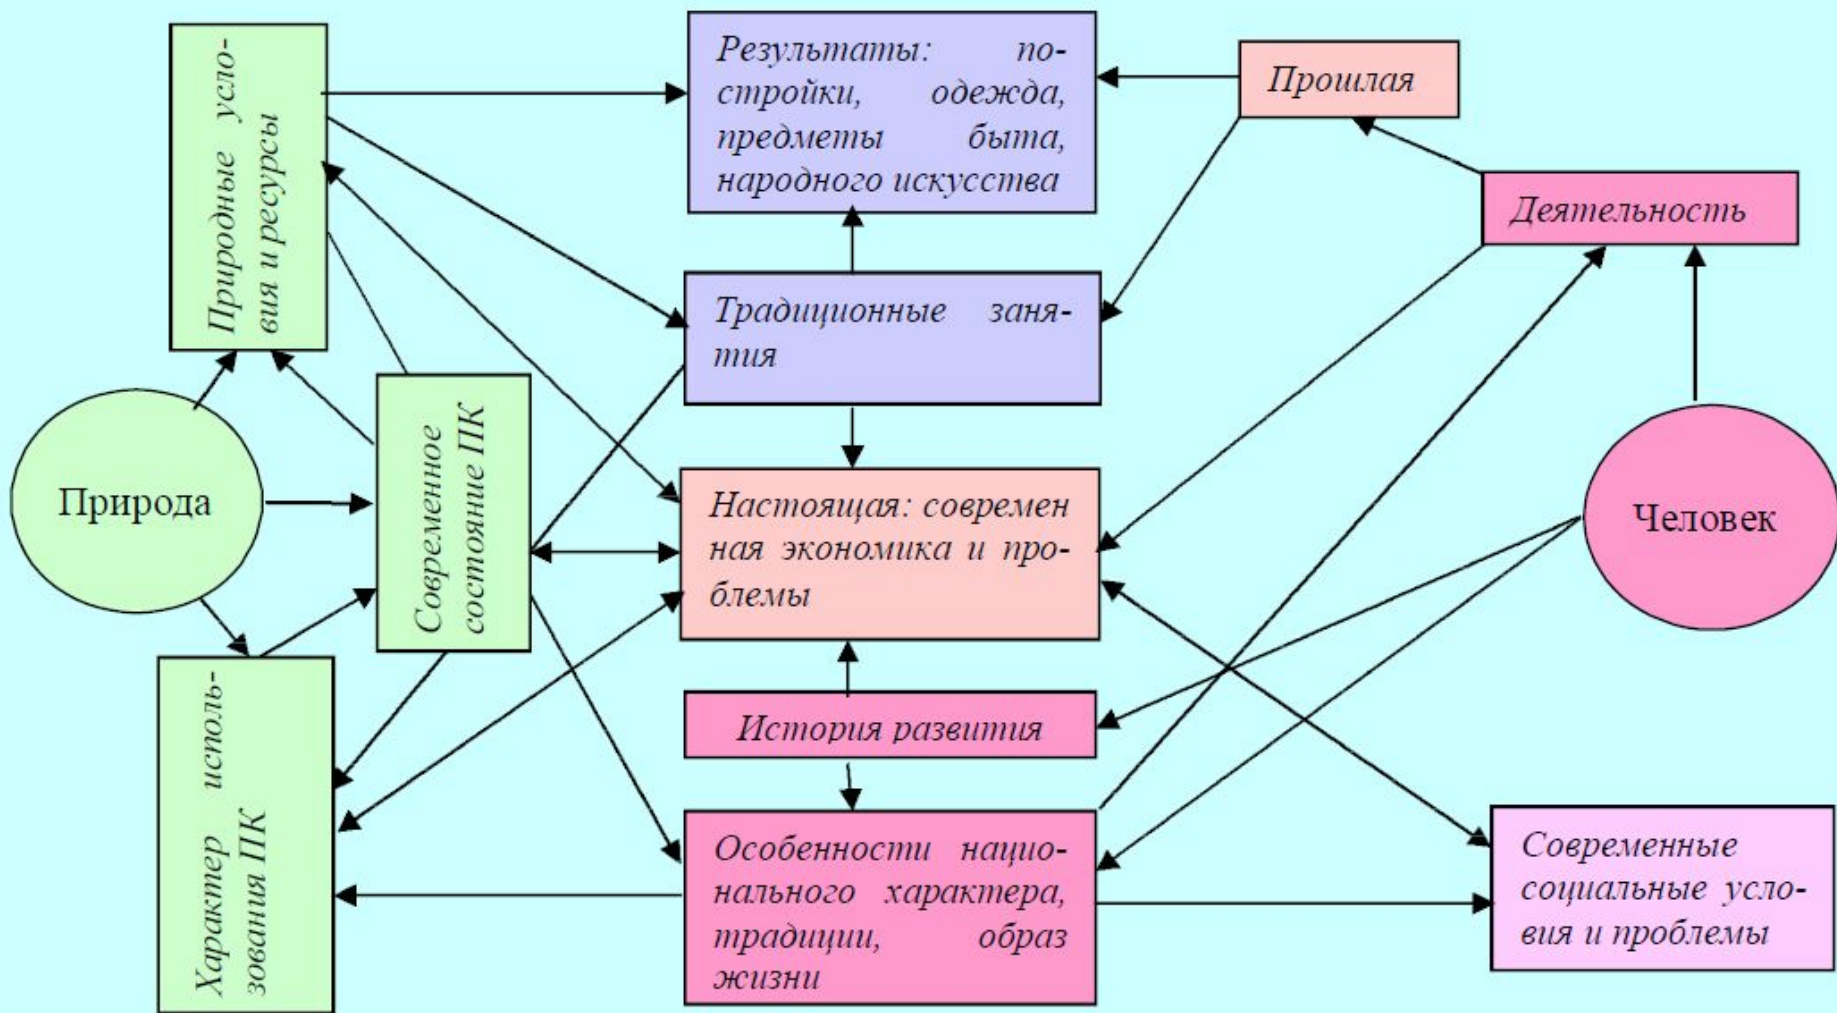 Природные усло-
вия и ресурсы
Результаты: по-
стройки, одежда,
предметы быта,
народного искусства
Прошлая
Деятельность
Традиционные заня-
тия
Природа
Современное
состояние ПК
Настоящая: современ
ная экономика и про-
блемы
Человек
Характер исполь-
зования ПК
История развития
Особенности нацио-
нального характера,
традиции, образ
жизни
Современные
социальные усло-
вия и проблемы